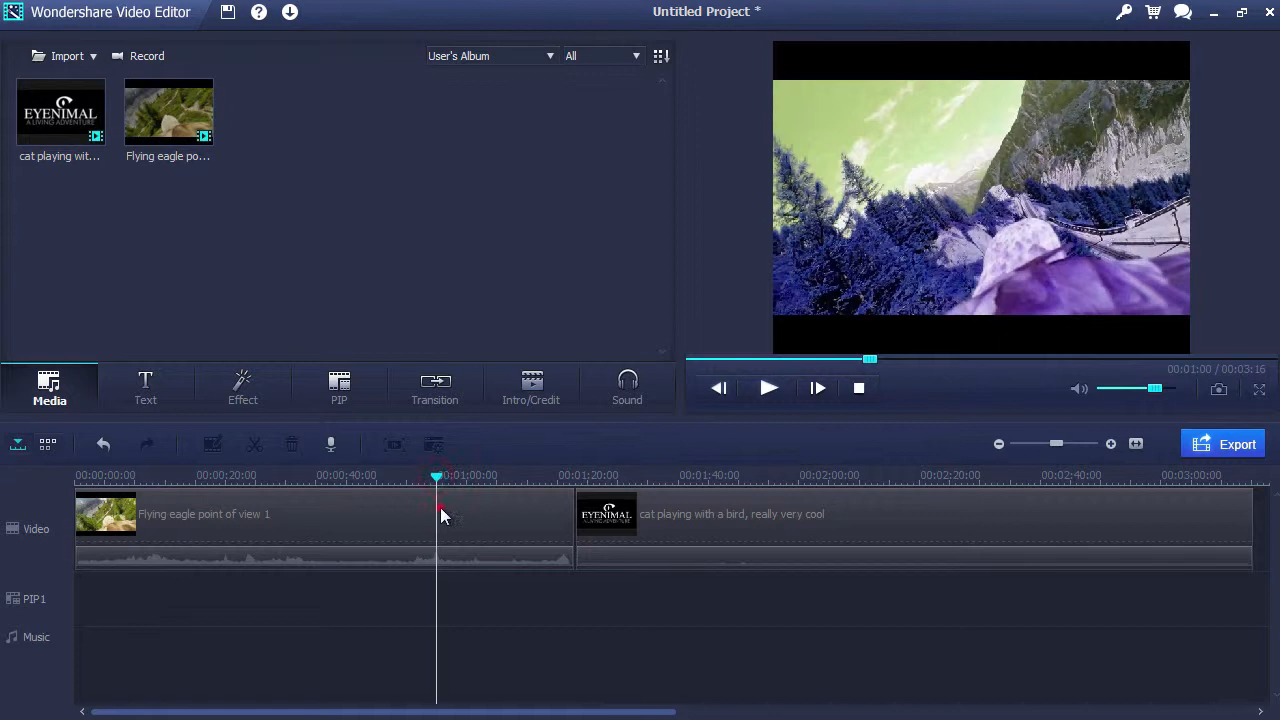 Wondershare Video Editor
Untitled Project *
Import
Record
User's Album
All
EYENIMAL
A LIVING ADVENTURE
cat playing wit...
Flying eagle po...
00:01:00 / 00:03:16
Media
Text
Effect
PIP
Transition
Intro/Credit
Sound
Export
00:00:00:00
00:00:20:00
00:00:40:00
00:01:00:00
00:01:20:00
00:01:40:00
00:02:00:00
00:02:20:00
00:02:40:00
00:03:00:00
Video
Flying eagle point of view 1
EYENIMAL
cat playing with a bird, really very cool
PIP1
Music